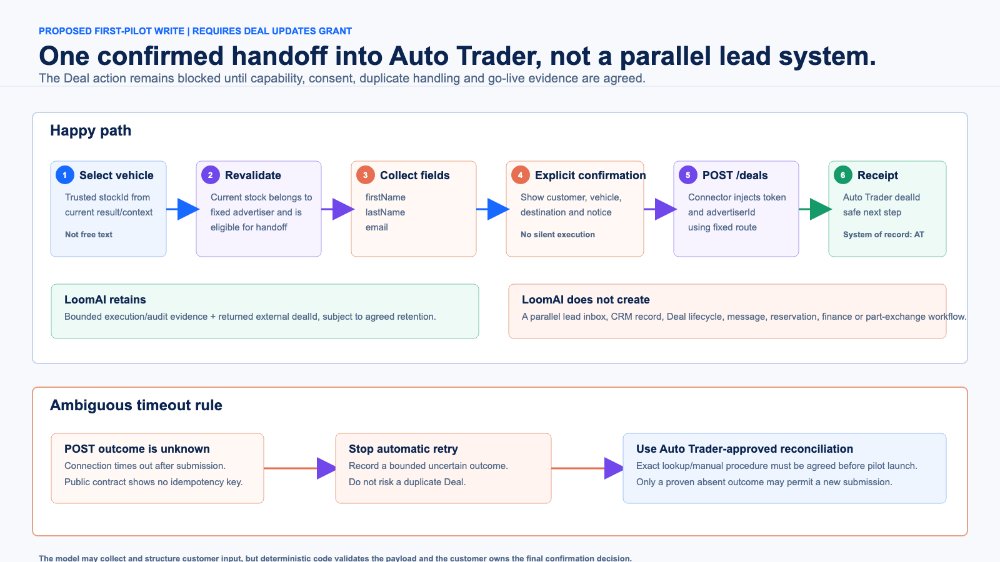 PROPOSED FIRST-PILOT WRITE | REQUIRES DEAL UPDATES GRANT
One confirmed handoff into Auto Trader, not a parallel lead system.
The Deal action remains blocked until capability, consent, duplicate handling and go-live evidence are agreed.
Happy path
1 Select vehicle
Trusted stockId from
current result/context
Not free text
2 Revalidate
Current stock belongs to
fixed advertiser and is
eligible for handoff
3 Collect fields
firstName
lastName
email
4 Explicit confirmation
Show customer, vehicle,
destination and notice
No silent execution
5 POST /deals
Connector injects token
and advertiserId
using fixed route
6 Receipt
Auto Trader dealId
safe next step
System of record: AT
LoomAI retains
Bounded execution/audit evidence + returned external dealId, subject to agreed retention.
LoomAI does not create
A parallel lead inbox, CRM record, Deal lifecycle, message, reservation, finance or part-exchange workflow.
Ambiguous timeout rule
POST outcome is unknown
Connection times out after submission.
Public contract shows no idempotency key.
Stop automatic retry
Record a bounded uncertain outcome.
Do not risk a duplicate Deal.
Use Auto Trader-approved reconciliation
Exact lookup/manual procedure must be agreed before pilot launch.
Only a proven absent outcome may permit a new submission.
The model may collect and structure customer input, but deterministic code validates the payload and the customer owns the final confirmation decision.